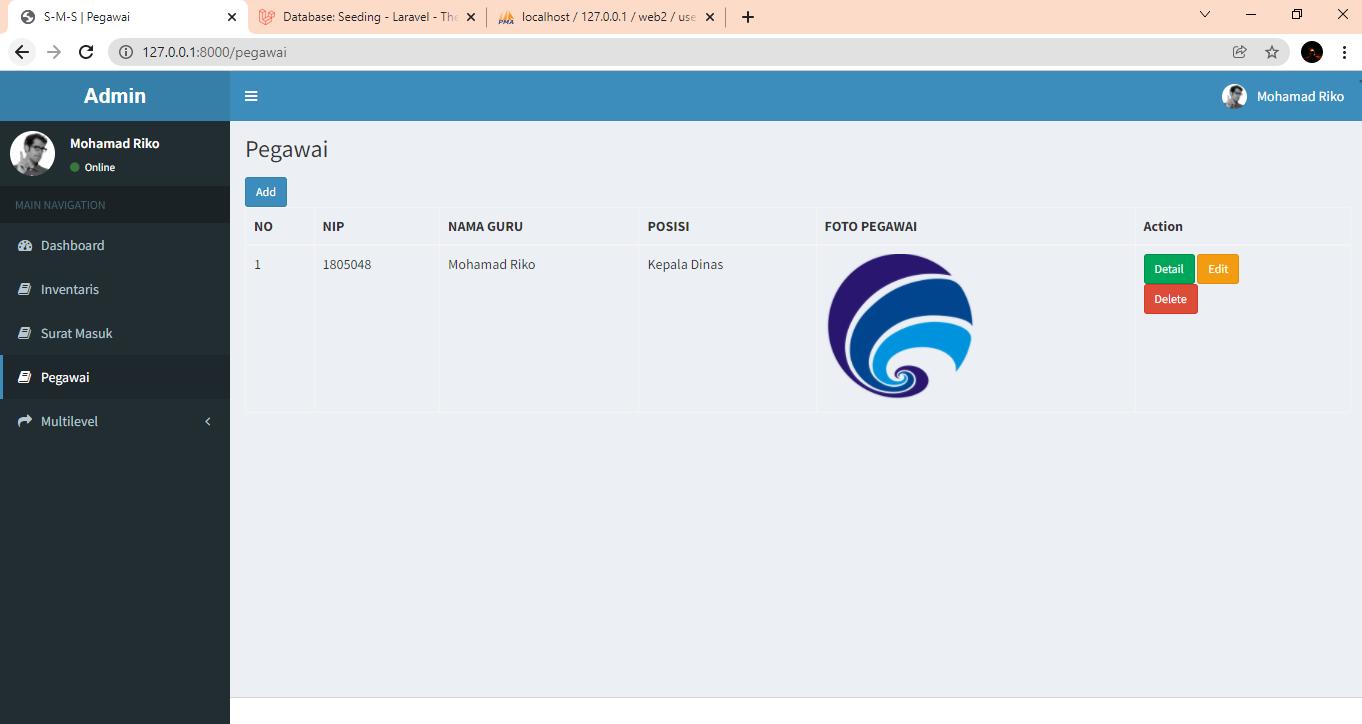 S-M-S | Pegawai
Database: Seeding - Laravel - The
localhost / 127.0.0.1 / web2 / use
127.0.0.1:8000/pegawai
Admin
Mohamad Riko
Mohamad Riko
Online
MAIN NAVIGATION
Dashboard
Inventaris
Surat Masuk
Pegawai
Multilevel
Pegawai
Add
NO NIP NAMA GURU POSISI FOTO PEGAWAI Action
1 1805048 Mohamad Riko Kepala Dinas Detail Edit
Delete